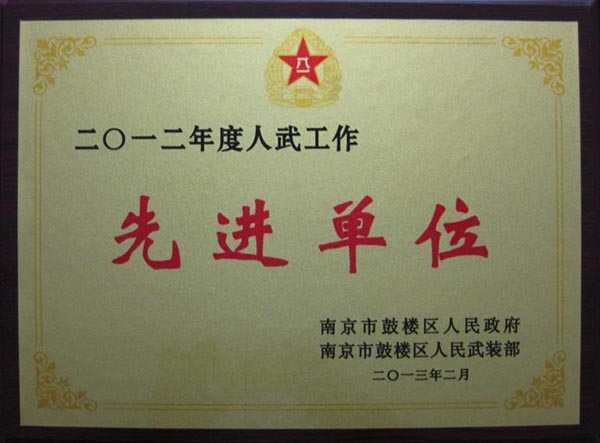 八一
二〇一二年度人武工作
先进单位
南京市鼓楼区人民政府
南京市鼓楼区人民武装部
二〇一三年二月